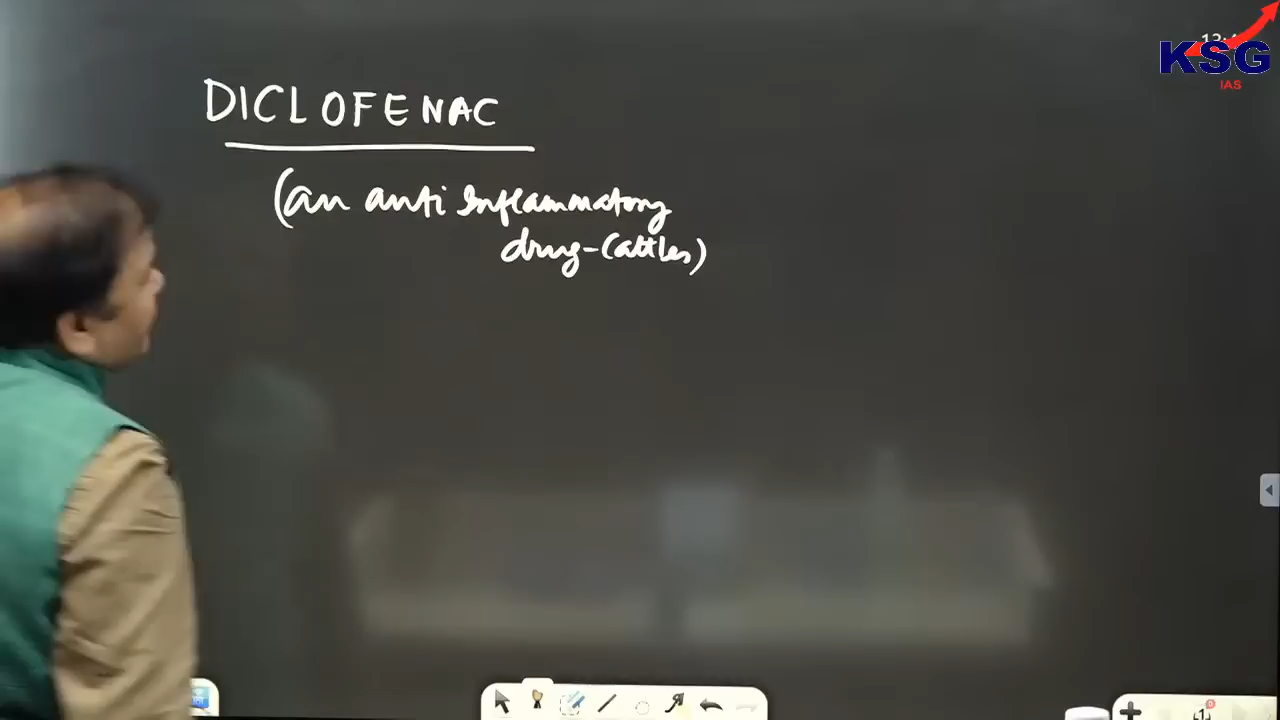 KSG
IAS
DICLOFENAC
(an anti Inflammatory
drug-Cattles)